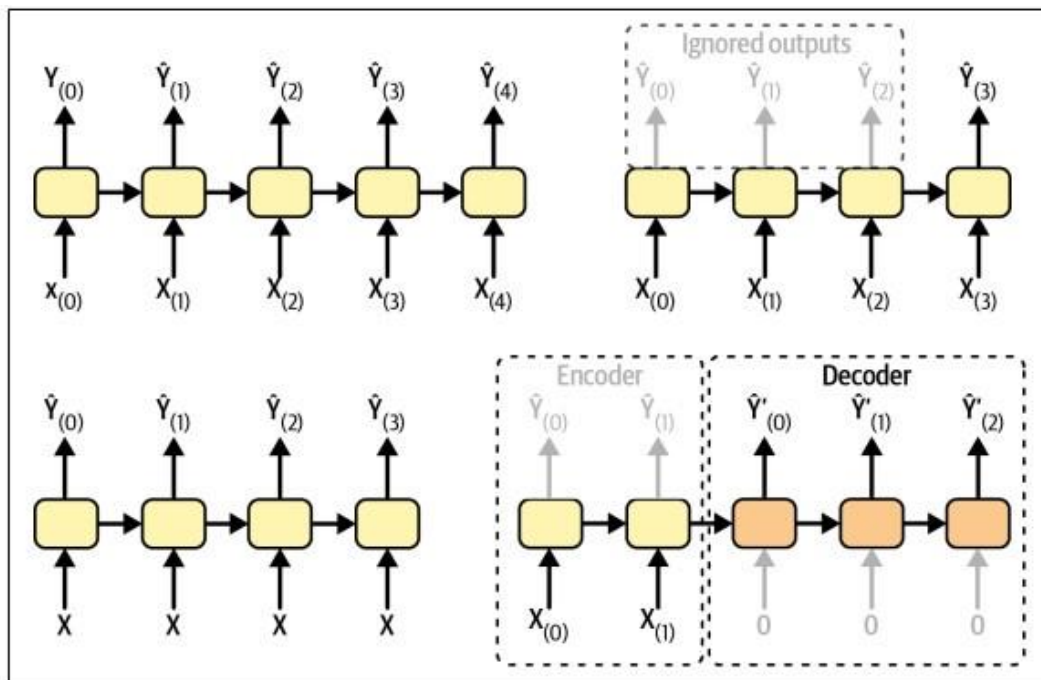 Ignored outputs
Y(0) Ŷ(1) Ŷ(2) Ŷ(3) Ŷ(4) Ŷ(0) Ŷ(1) Ŷ(2) Ŷ(3)
x(0) X(1) X(2) X(3) X(4) X(0) X(1) X(2) X(3)
Encoder Decoder
Ŷ(0) Ŷ(1) Ŷ(2) Ŷ(3) Ŷ(0) Ŷ(1) Ŷ'(0) Ŷ'(1) Ŷ'(2)
X X X X X(0) X(1) 0 0 0